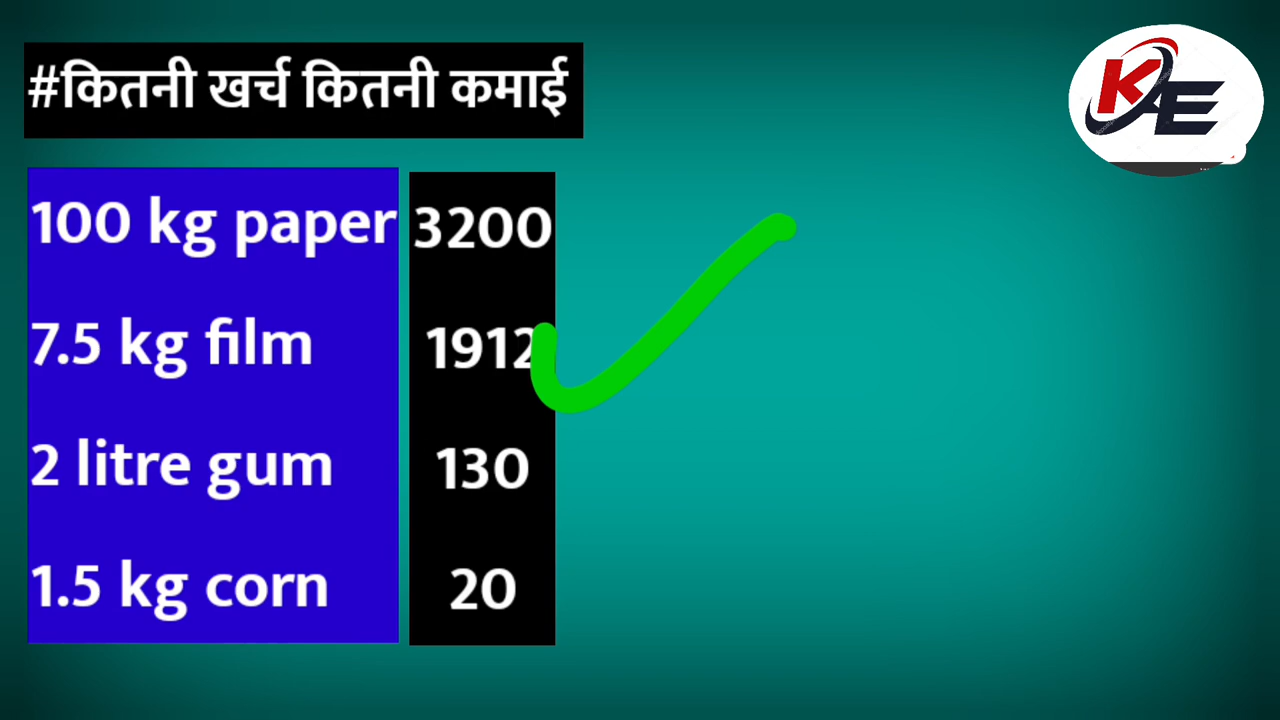 #कितनी खर्च कितनी कमाई
KAE
100 kg paper 3200
7.5 kg film 1912
2 litre gum 130
1.5 kg corn 20